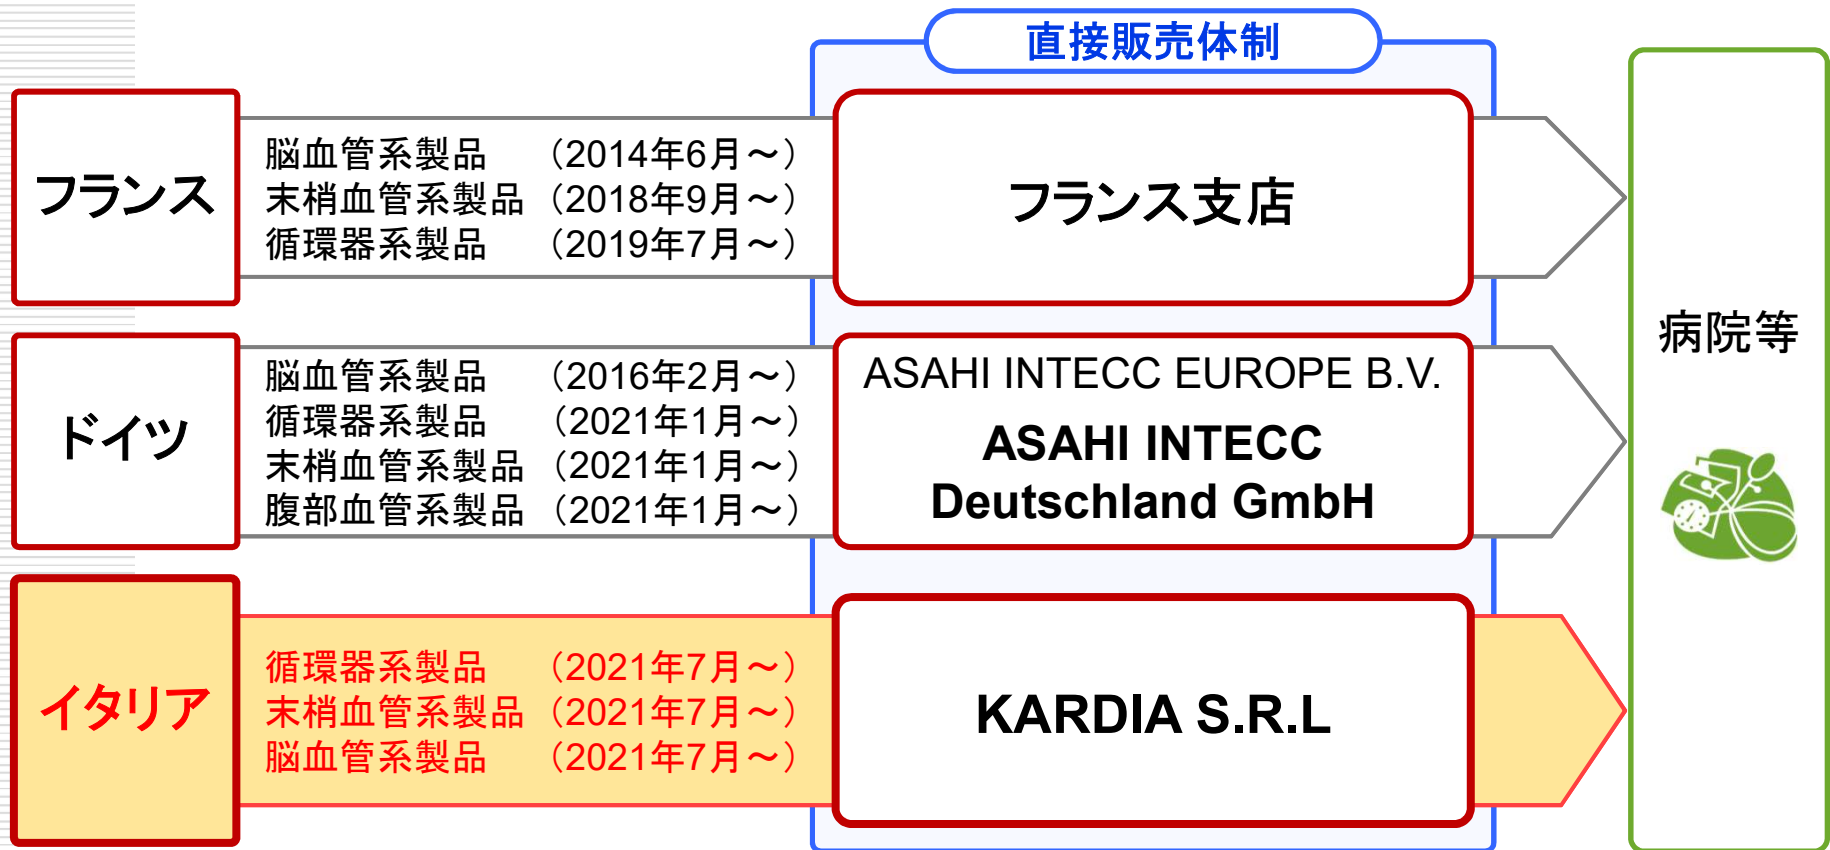 直接販売体制
フランス
脳血管系製品 （2014年6月～）
末梢血管系製品 （2018年9月～）
循環器系製品 （2019年7月～）
フランス支店
ドイツ
脳血管系製品 （2016年2月～）
循環器系製品 （2021年1月～）
末梢血管系製品 （2021年1月～）
腹部血管系製品 （2021年1月～）
ASAHI INTECC EUROPE B.V.
ASAHI INTECC
Deutschland GmbH
イタリア
循環器系製品 （2021年7月～）
末梢血管系製品 （2021年7月～）
脳血管系製品 （2021年7月～）
KARDIA S.R.L
病院等